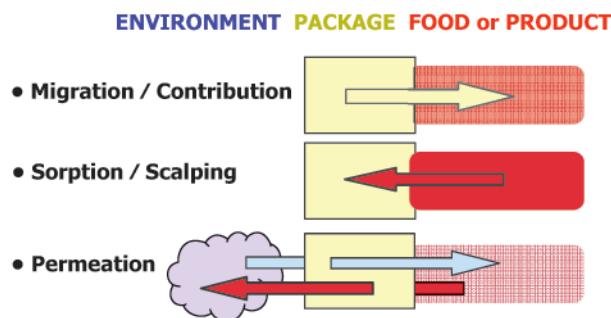 ENVIRONMENT PACKAGE FOOD or PRODUCT
• Migration / Contribution
• Sorption / Scalping
• Permeation